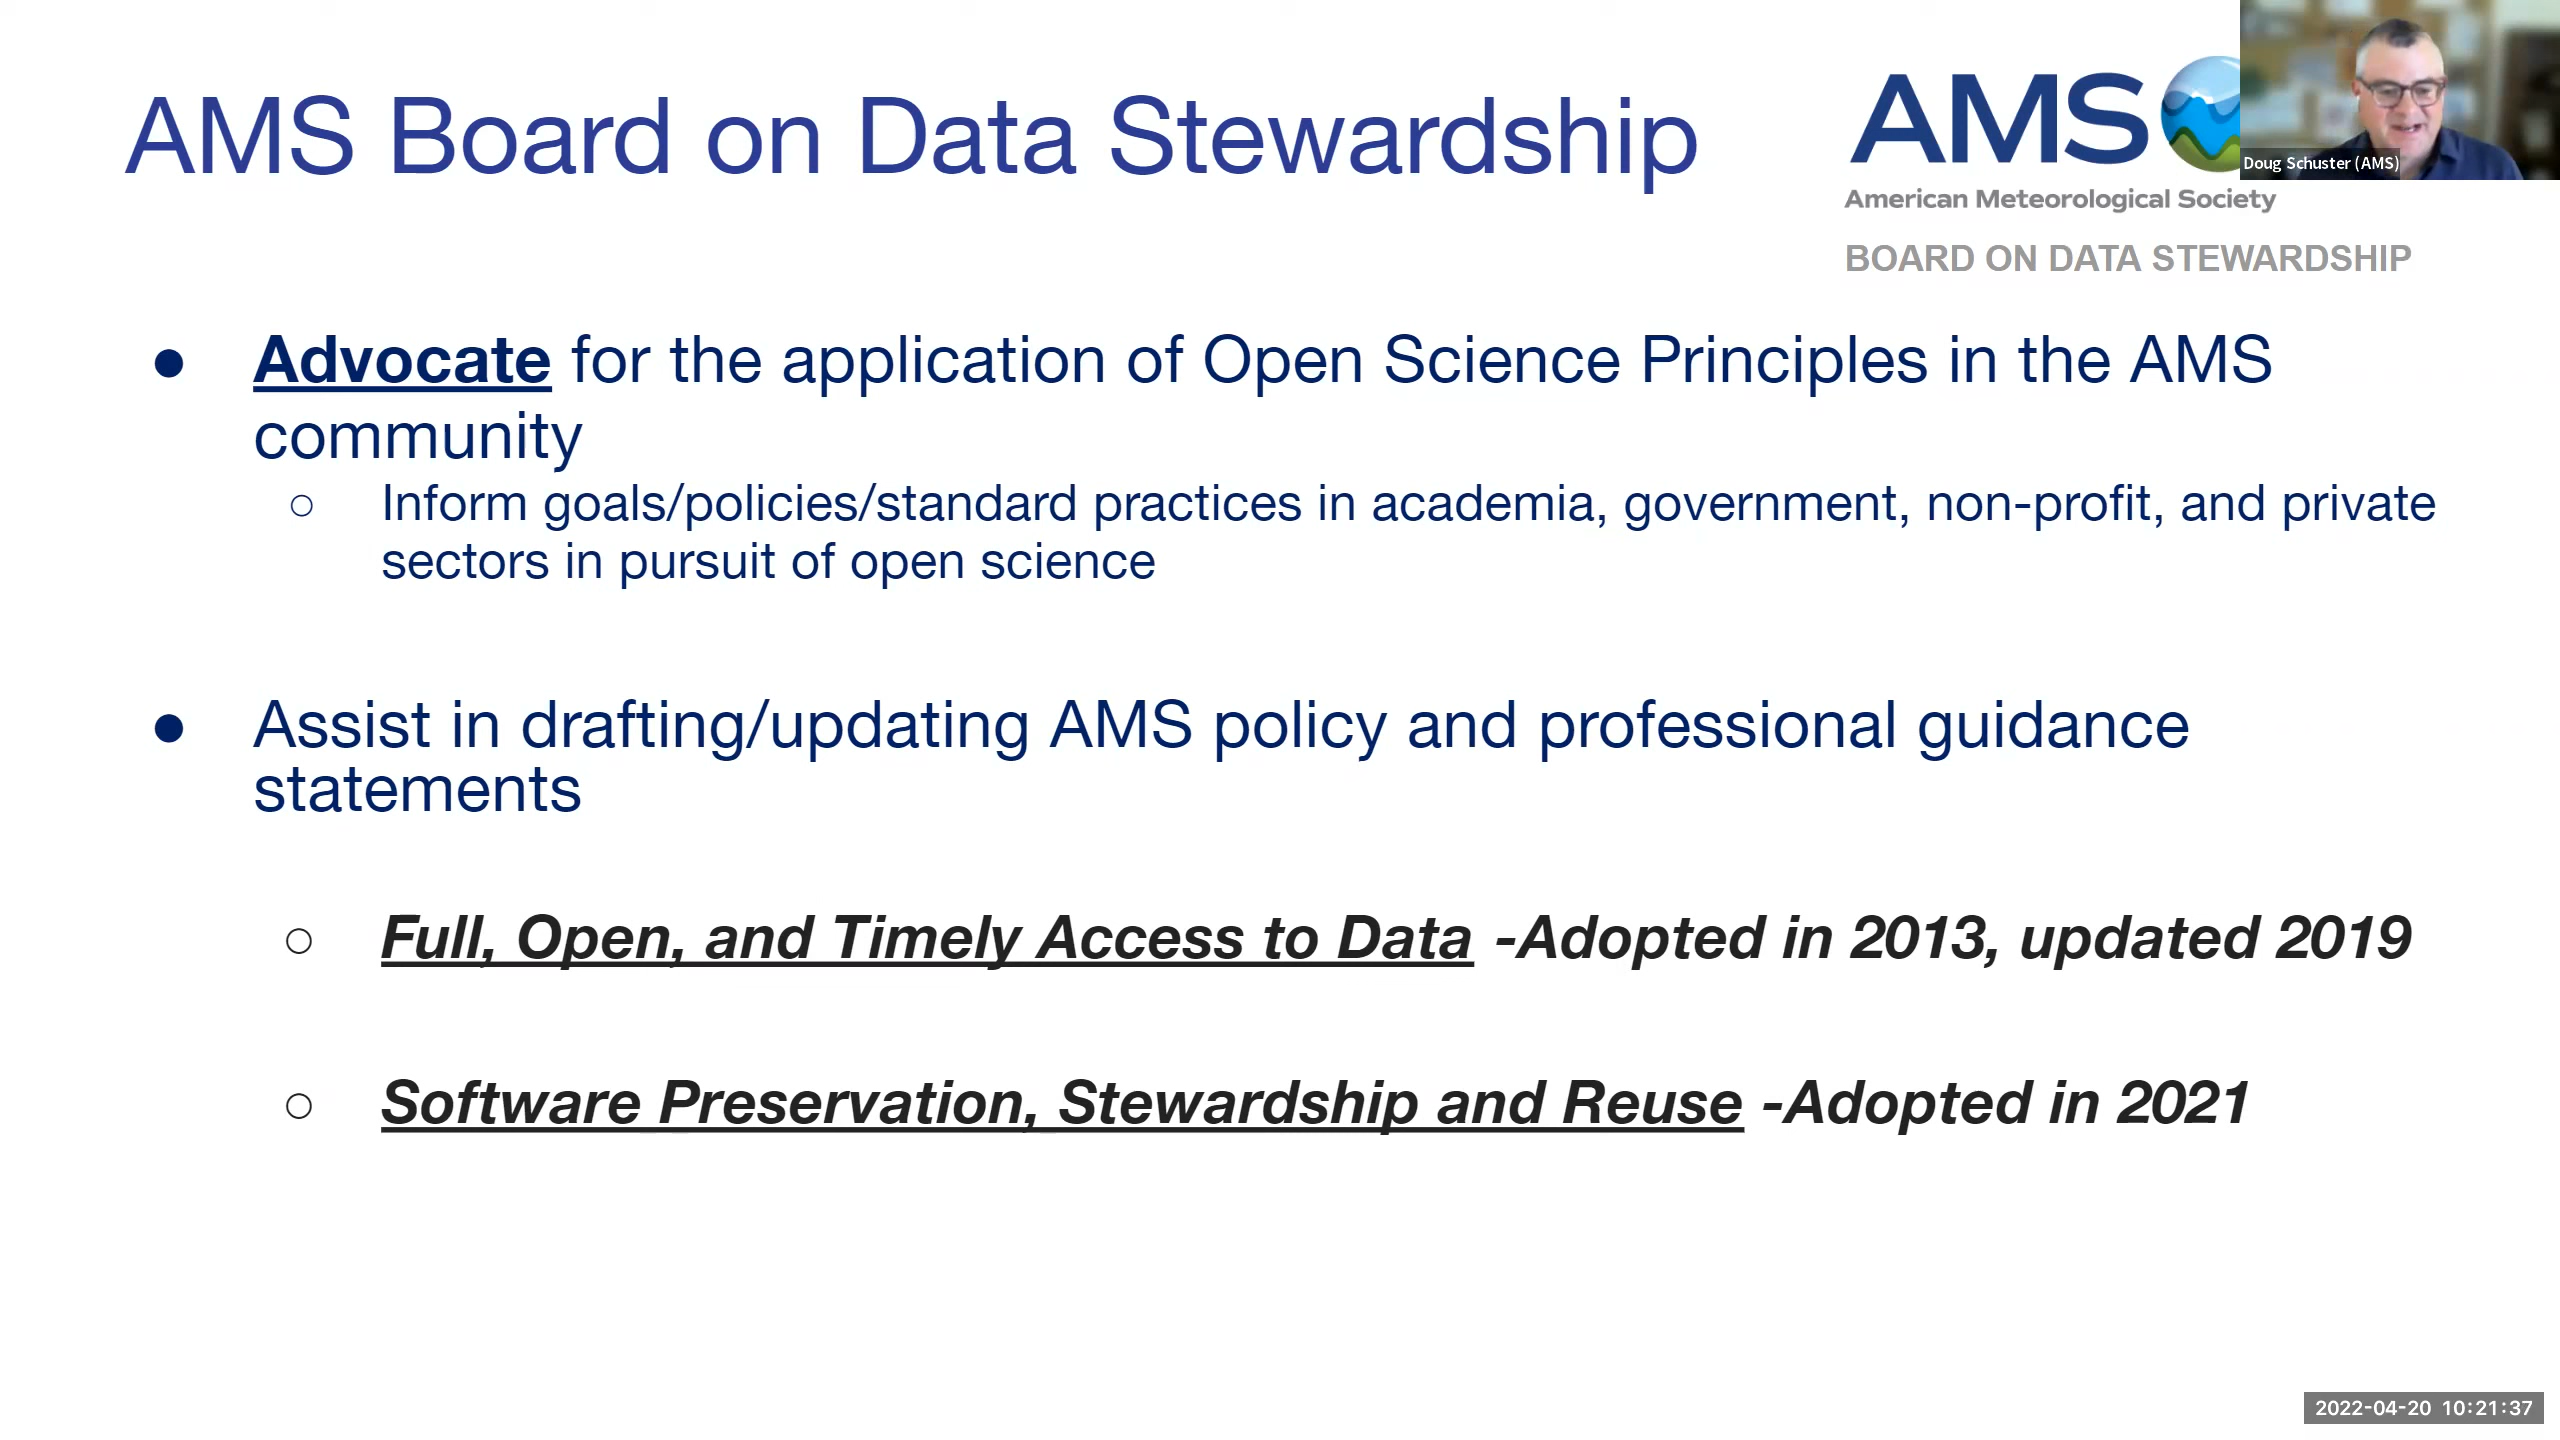 AMS Board on Data Stewardship
AMS
Doug Schuster (AMS)
American Meteorological Society
BOARD ON DATA STEWARDSHIP
● Advocate for the application of Open Science Principles in the AMS
community
○ Inform goals/policies/standard practices in academia, government, non-profit, and private
sectors in pursuit of open science
● Assist in drafting/updating AMS policy and professional guidance
statements
○ Full, Open, and Timely Access to Data -Adopted in 2013, updated 2019
○ Software Preservation, Stewardship and Reuse -Adopted in 2021
2022-04-20 10:21:37